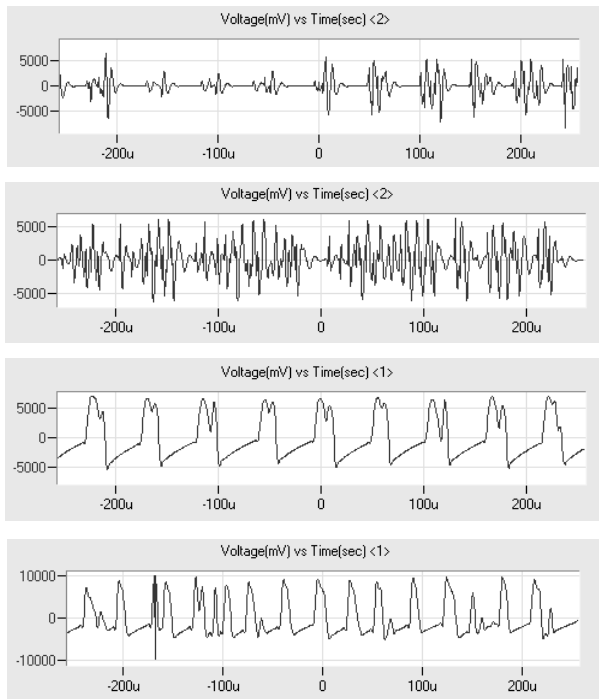 Voltage(mV) vs Time(sec) <2>
5000
0
-5000
-200u -100u 0 100u 200u
Voltage(mV) vs Time(sec) <2>
5000
0
-5000
-200u -100u 0 100u 200u
Voltage(mV) vs Time(sec) <1>
5000
0
-5000
-200u -100u 0 100u 200u
Voltage(mV) vs Time(sec) <1>
10000
0
-10000
-200u -100u 0 100u 200u